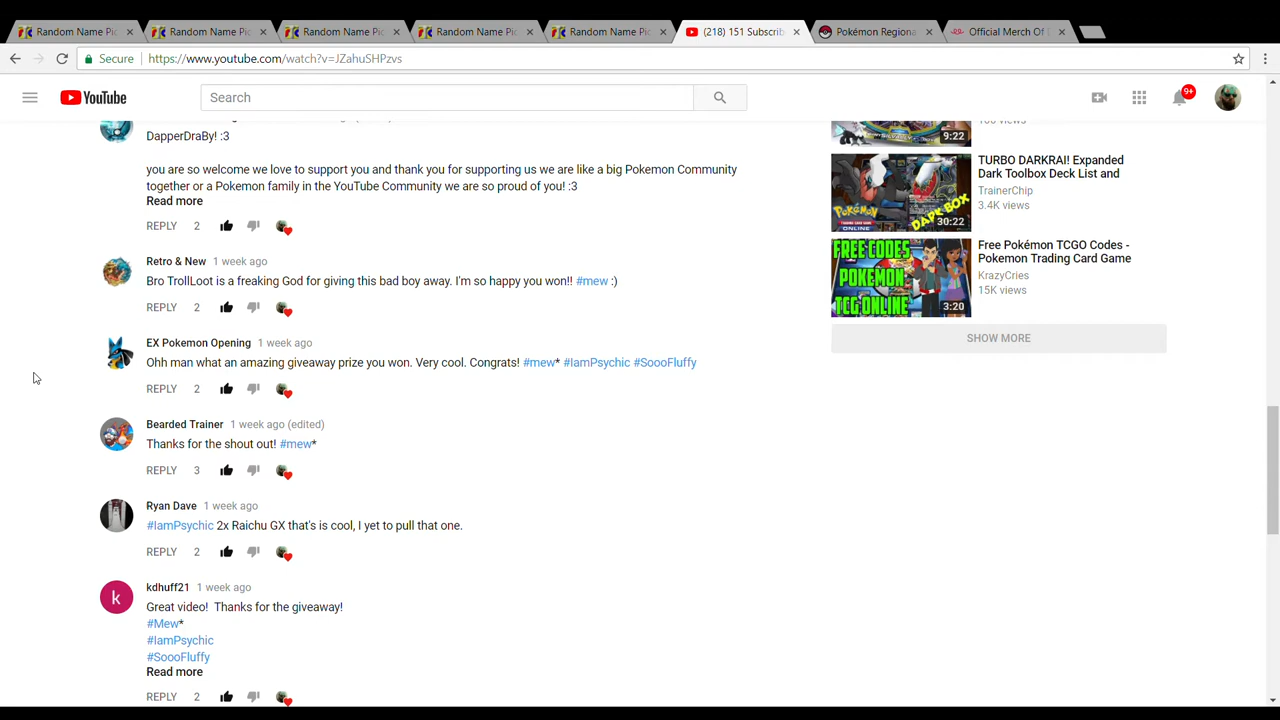 Random Name Pic
Random Name Pic
Random Name Pic
Random Name Pic
Random Name Pic
(218) 151 Subscrib
Pokémon Regiona
Official Merch Of
Secure
https://www.youtube.com/watch?v=JZahuSHPzvs
YouTube
Search
9+
DapperDraBy! :3
you are so welcome we love to support you and thank you for supporting us we are like a big Pokemon Community
together or a Pokemon family in the YouTube Community we are so proud of you! :3
Read more
REPLY 2
Retro & New 1 week ago
Bro TrollLoot is a freaking God for giving this bad boy away. I'm so happy you won!! #mew :)
REPLY 2
EX Pokemon Opening 1 week ago
Ohh man what an amazing giveaway prize you won. Very cool. Congrats! #mew* #IamPsychic #SoooFluffy
REPLY 2
Bearded Trainer 1 week ago (edited)
Thanks for the shout out! #mew*
REPLY 3
Ryan Dave 1 week ago
#IamPsychic 2x Raichu GX that's is cool, I yet to pull that one.
REPLY 2
kdhuff21 1 week ago
Great video! Thanks for the giveaway!
#Mew*
#IamPsychic
#SoooFluffy
Read more
REPLY 2
9:22
TURBO DARKRAI! Expanded
Dark Toolbox Deck List and
TrainerChip
3.4K views
POKÉMON
DARK BOX
30:22
Free Pokémon TCGO Codes -
Pokemon Trading Card Game
KrazyCries
15K views
FREE CODES
POKEMON
TCG ONLINE
3:20
SHOW MORE